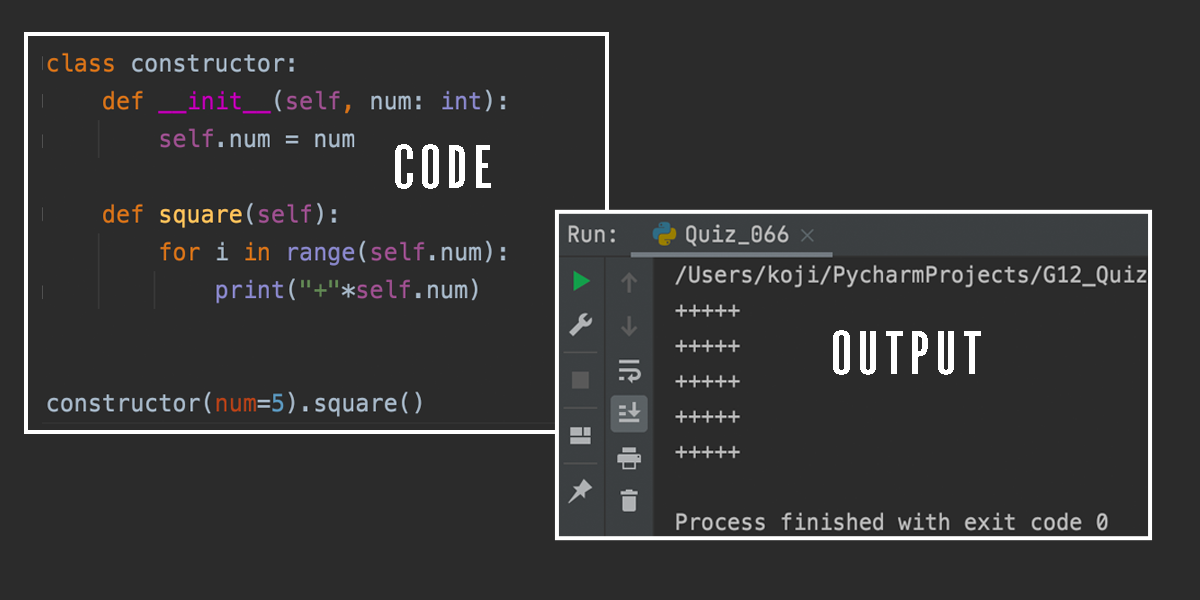 class constructor:
    def __init__(self, num: int):
        self.num = num
CODE
    def square(self):
        for i in range(self.num):
            print("+"*self.num)
constructor(num=5).square()
Run: Quiz_066
/Users/koji/PycharmProjects/G12_Quiz
+++++
+++++
OUTPUT
+++++
+++++
+++++
Process finished with exit code 0